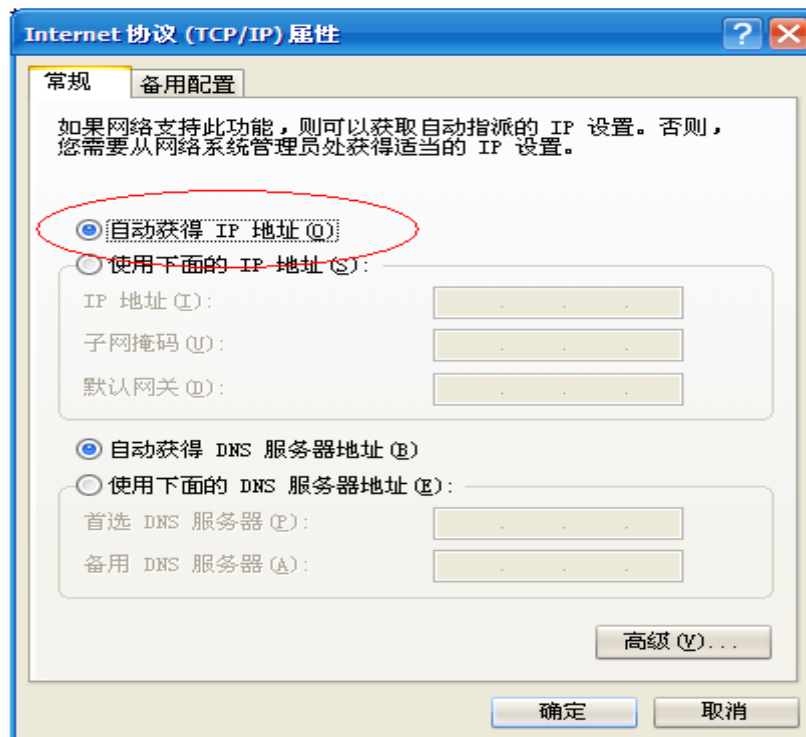 Internet 协议 (TCP/IP) 属性
常规
备用配置
如果网络支持此功能，则可以获取自动指派的 IP 设置。否则，
您需要从网络系统管理员处获得适当的 IP 设置。
自动获得 IP 地址(O)
使用下面的 IP 地址(S):
IP 地址(I):
子网掩码(U):
默认网关(D):
自动获得 DNS 服务器地址(B)
使用下面的 DNS 服务器地址(E):
首选 DNS 服务器(P):
备用 DNS 服务器(A):
高级(V)...
确定
取消